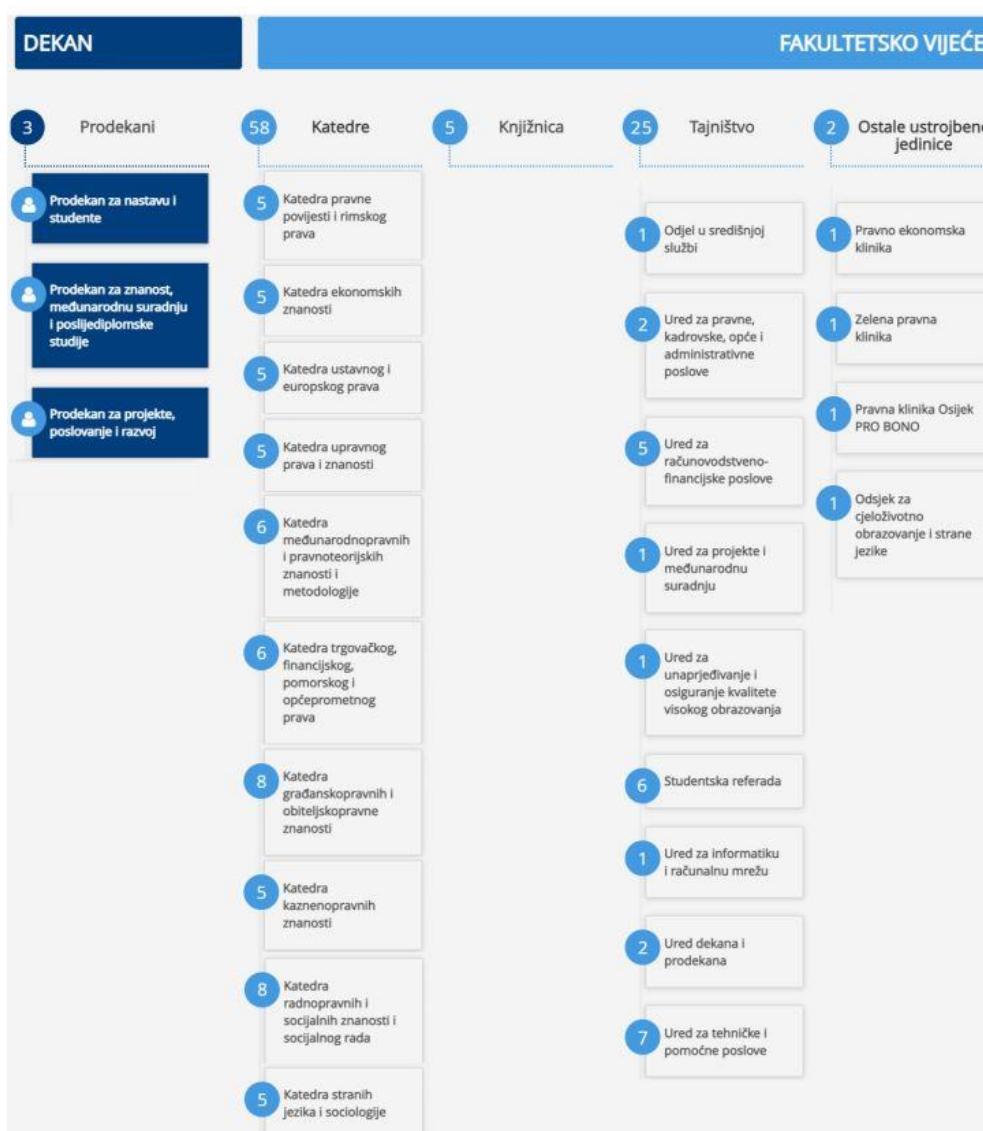 DEKAN
FAKULTETSKO VIJEĆE
3
Prodekani
Prodekan za nastavu i
studente
Prodekan za znanost,
međunarodnu suradnju
i poslijediplomske
studije
Prodekan za projekte,
poslovanje i razvoj
58
Katedre
5
Katedra pravne
povijesti i rimskog
prava
5
Katedra ekonomskih
znanosti
5
Katedra ustavnog i
europskog prava
5
Katedra upravnog
prava i znanosti
6
Katedra
međunarodnopravnih
i pravnoteorijskih
znanosti i
metodologije
6
Katedra trgovačkog,
financijskog,
pomorskog i
općeprometnog
prava
8
Katedra
građanskopravnih i
obiteljskopravne
znanosti
5
Katedra
kaznenopravnih
znanosti
8
Katedra
radnopravnih i
socijalnih znanosti i
socijalnog rada
5
Katedra stranih
jezika i sociologije
5
Knjižnica
25
Tajništvo
1
Odjel u središnjoj
službi
2
Ured za pravne,
kadrovske, opće i
administrativne
poslove
5
Ured za
računovodstveno-
financijske poslove
1
Ured za projekte i
međunarodnu
suradnju
1
Ured za
unaprjeđivanje i
osiguranje kvalitete
visokog obrazovanja
6
Studentska referada
1
Ured za informatiku
i računalnu mrežu
2
Ured dekana i
prodekana
7
Ured za tehničke i
pomoćne poslove
2
Ostale ustrojbene
jedinice
1
Pravno ekonomska
klinika
1
Zelena pravna
klinika
1
Pravna klinika Osijek
PRO BONO
1
Odsjek za
cjeloživotno
obrazovanje i strane
jezike